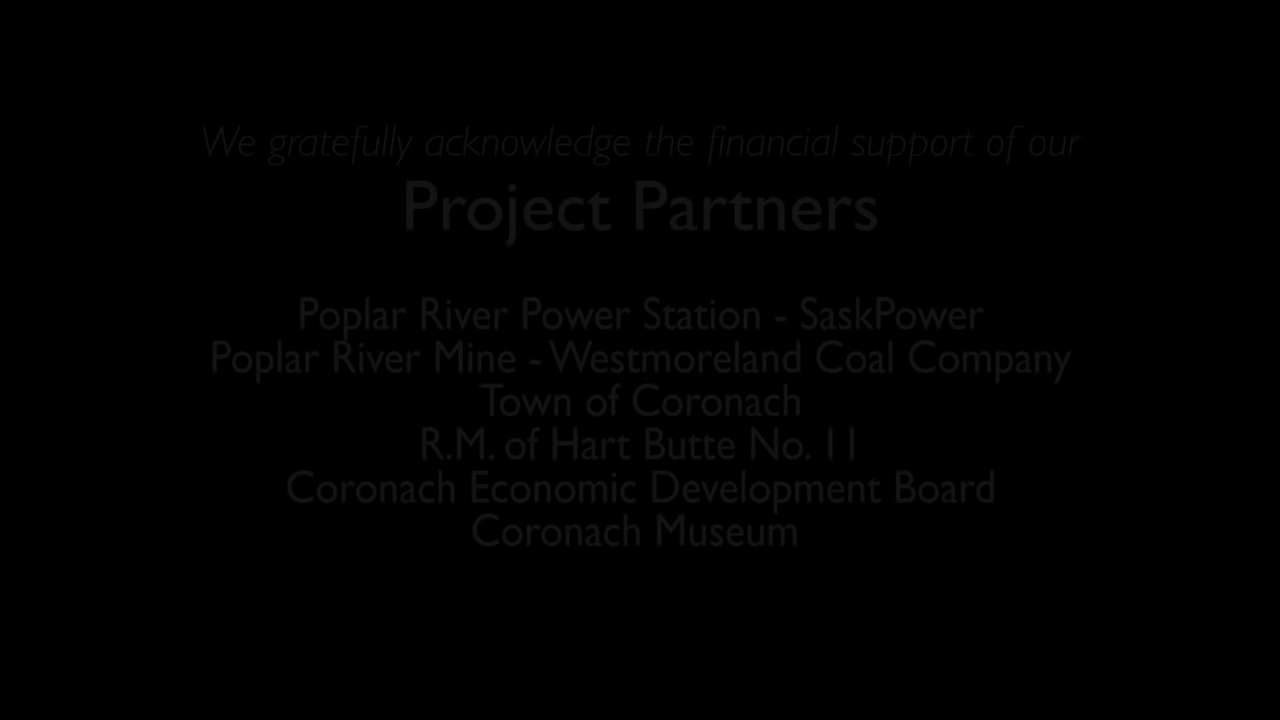 We gratefully acknowledge the financial support of our
Project Partners
Poplar River Power Station - SaskPower
Poplar River Mine - Westmoreland Coal Company
Town of Coronach
R.M. of Hart Butte No. 11
Coronach Economic Development Board
Coronach Museum